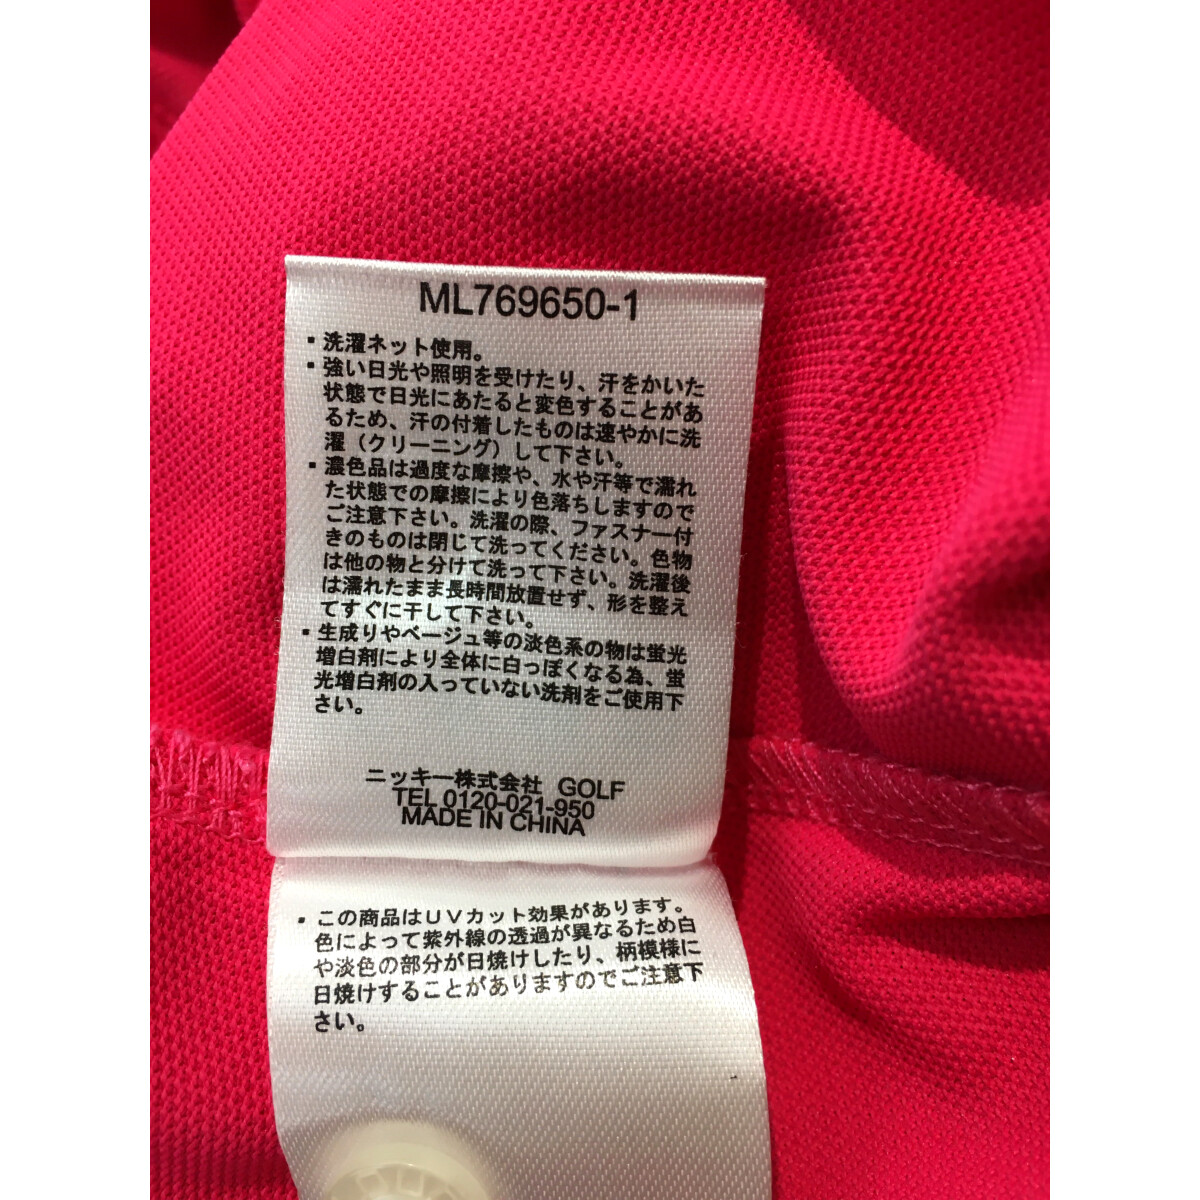 ML769650-1
・洗濯ネット使用。
・強い日光や照明を受けたり、汗をかいた
状態で日光にあたると変色することがあ
るため、汗の付着したものは速やかに洗
濯（クリーニング）して下さい。
・濃色品は過度な摩擦や、水や汗等で濡れ
た状態での摩擦により色落ちしますので
ご注意下さい。洗濯の際、ファスナー付
きのものは閉じて洗ってください。色物
は他の物と分けて洗って下さい。洗濯後
は濡れたまま長時間放置せず、形を整え
てすぐに干して下さい。
・生成りやベージュ等の淡色系の物は蛍光
増白剤により全体に白っぽくなる為、蛍
光増白剤の入っていない洗剤をご使用下
さい。
ニッキー株式会社 GOLF
TEL 0120-021-950
MADE IN CHINA
・この商品はUVカット効果があります。
色によって紫外線の透過が異なるため白
や淡色の部分が日焼けしたり、柄模様に
日焼けすることがありますのでご注意下
さい。